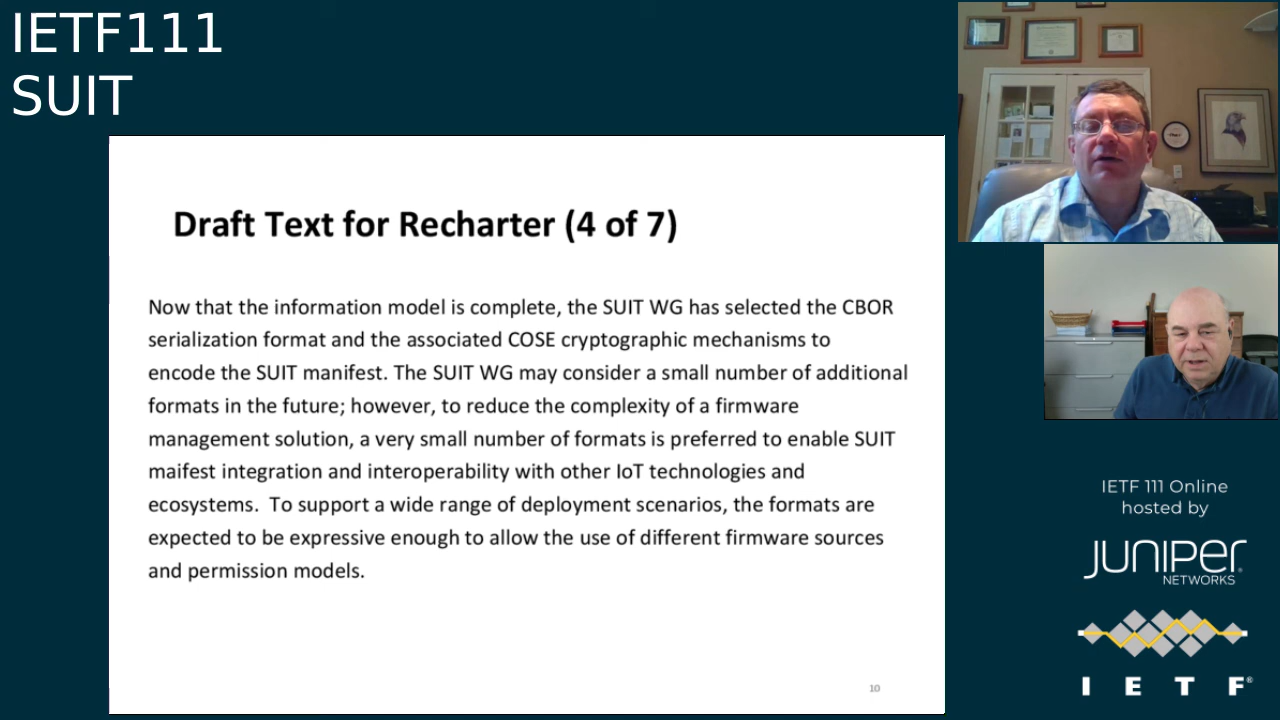 IETF111
SUIT
Draft Text for Recharter (4 of 7)
Now that the information model is complete, the SUIT WG has selected the CBOR
serialization format and the associated COSE cryptographic mechanisms to
encode the SUIT manifest. The SUIT WG may consider a small number of additional
formats in the future; however, to reduce the complexity of a firmware
management solution, a very small number of formats is preferred to enable SUIT
maifest integration and interoperability with other IoT technologies and
ecosystems.  To support a wide range of deployment scenarios, the formats are
expected to be expressive enough to allow the use of different firmware sources
and permission models.
10
IETF 111 Online
hosted by
JUNIPER
NETWORKS
I E T F®